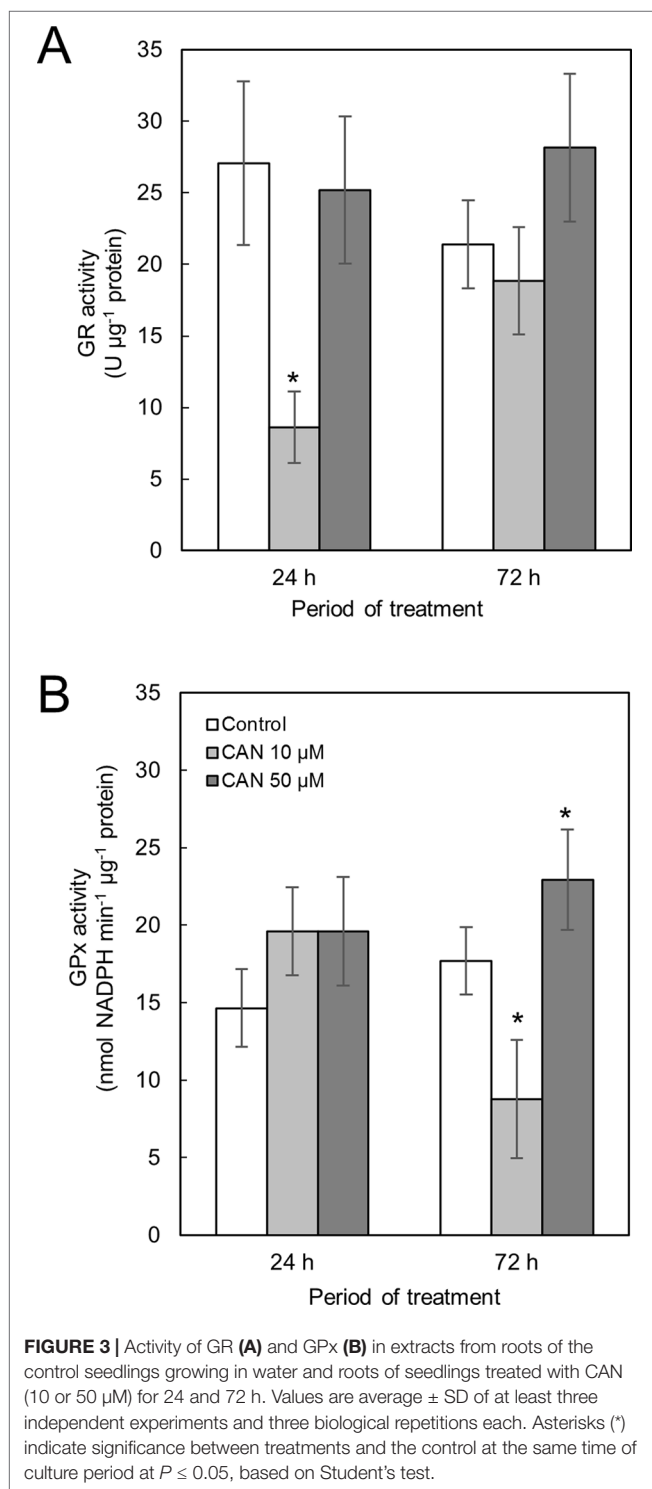 A
35
30
25
20
15
10
5
0
GR activity
(U µg⁻¹ protein)
*
24 h 72 h
Period of treatment
B
35
30
25
20
15
10
5
0
GPx activity
(nmol NADPH min⁻¹ µg⁻¹ protein)
Control
CAN 10 µM
CAN 50 µM
*
*
24 h 72 h
Period of treatment
FIGURE 3 | Activity of GR (A) and GPx (B) in extracts from roots of the
control seedlings growing in water and roots of seedlings treated with CAN
(10 or 50 µM) for 24 and 72 h. Values are average ± SD of at least three
independent experiments and three biological repetitions each. Asterisks (*)
indicate significance between treatments and the control at the same time of
culture period at P ≤ 0.05, based on Student’s test.